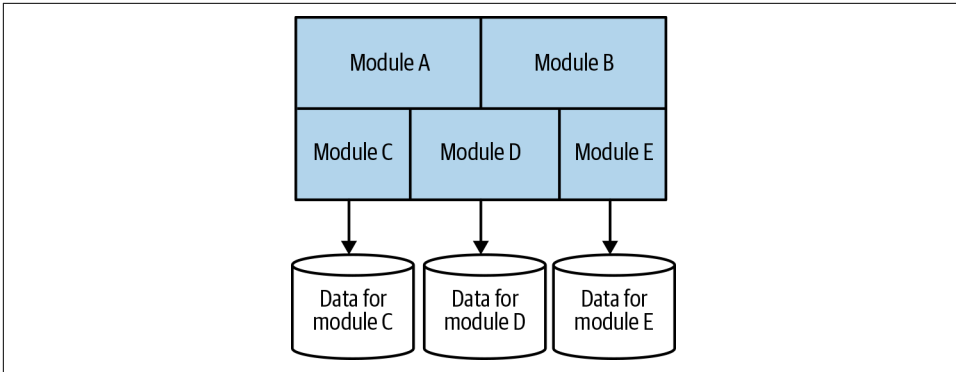 Module A
Module B
Module C
Module D
Module E
Data for
module C
Data for
module D
Data for
module E